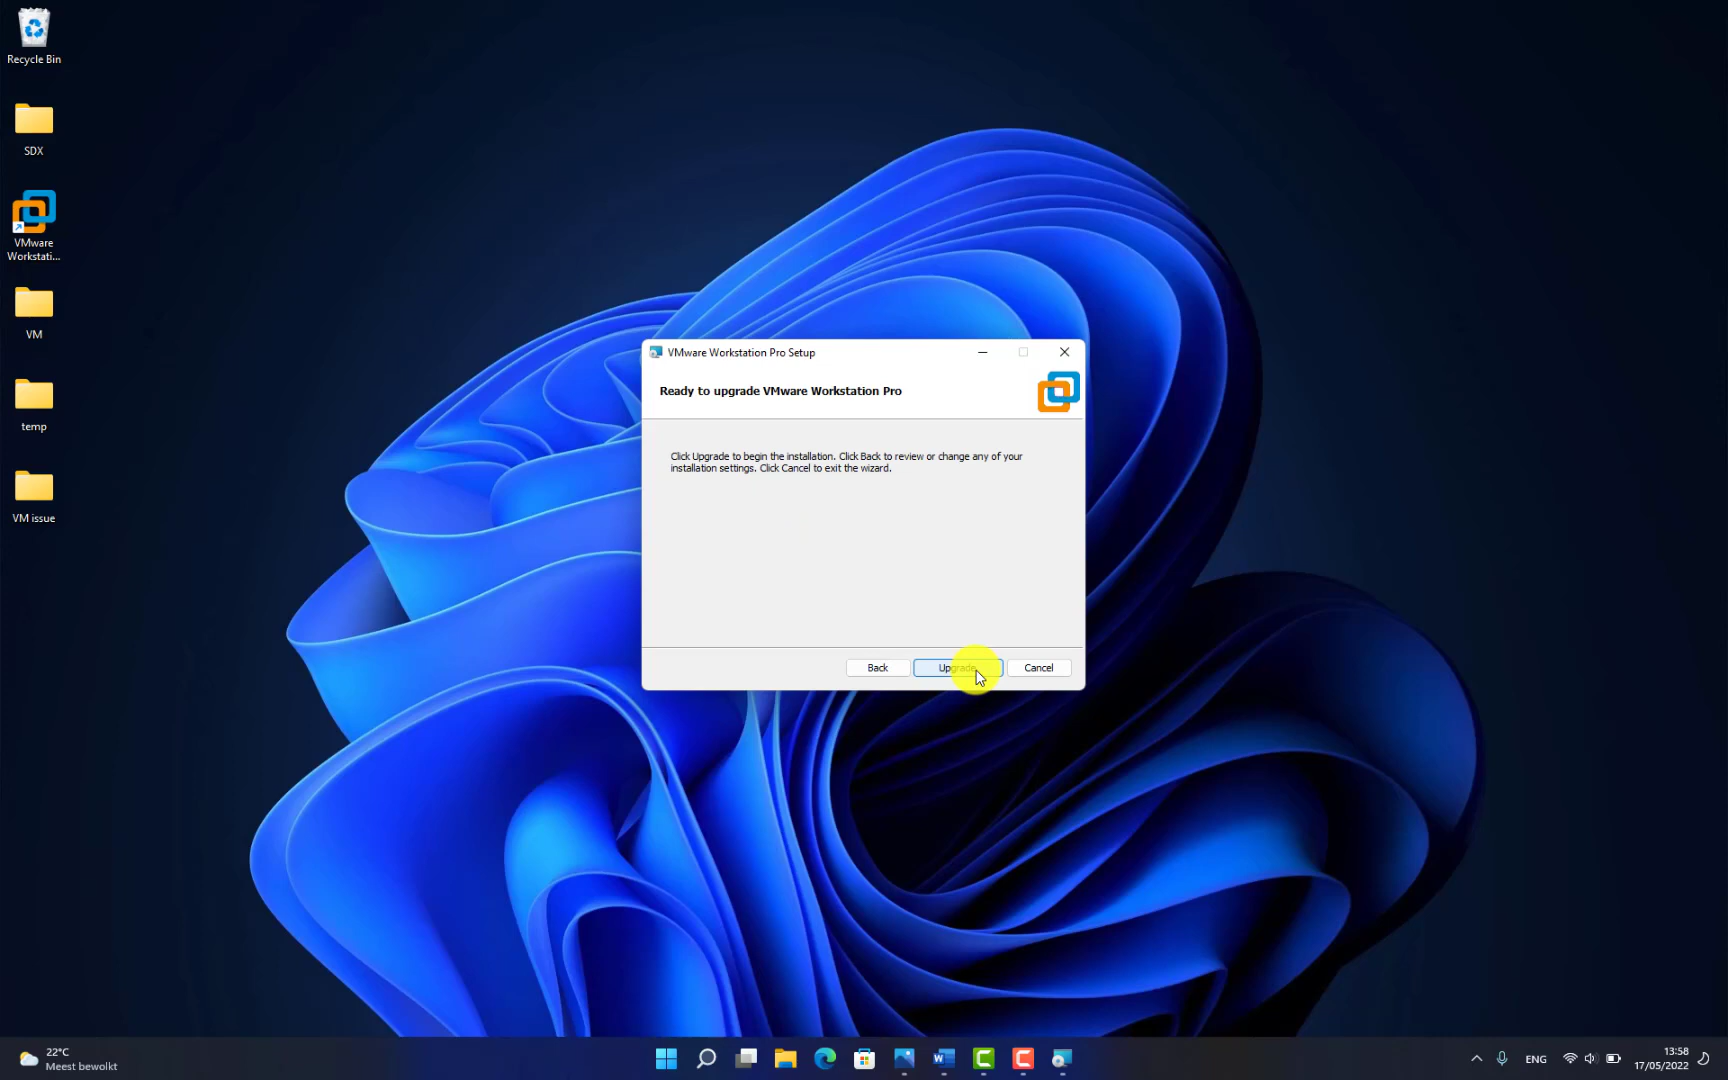 Recycle Bin
SDX
VMware
Workstati...
VM
temp
VM issue
VMware Workstation Pro Setup
Ready to upgrade VMware Workstation Pro
Click Upgrade to begin the installation. Click Back to review or change any of your
installation settings. Click Cancel to exit the wizard.
Back
Upgrade
Cancel
22°C
Meest bewolkt
ENG
13:58
17/05/2022